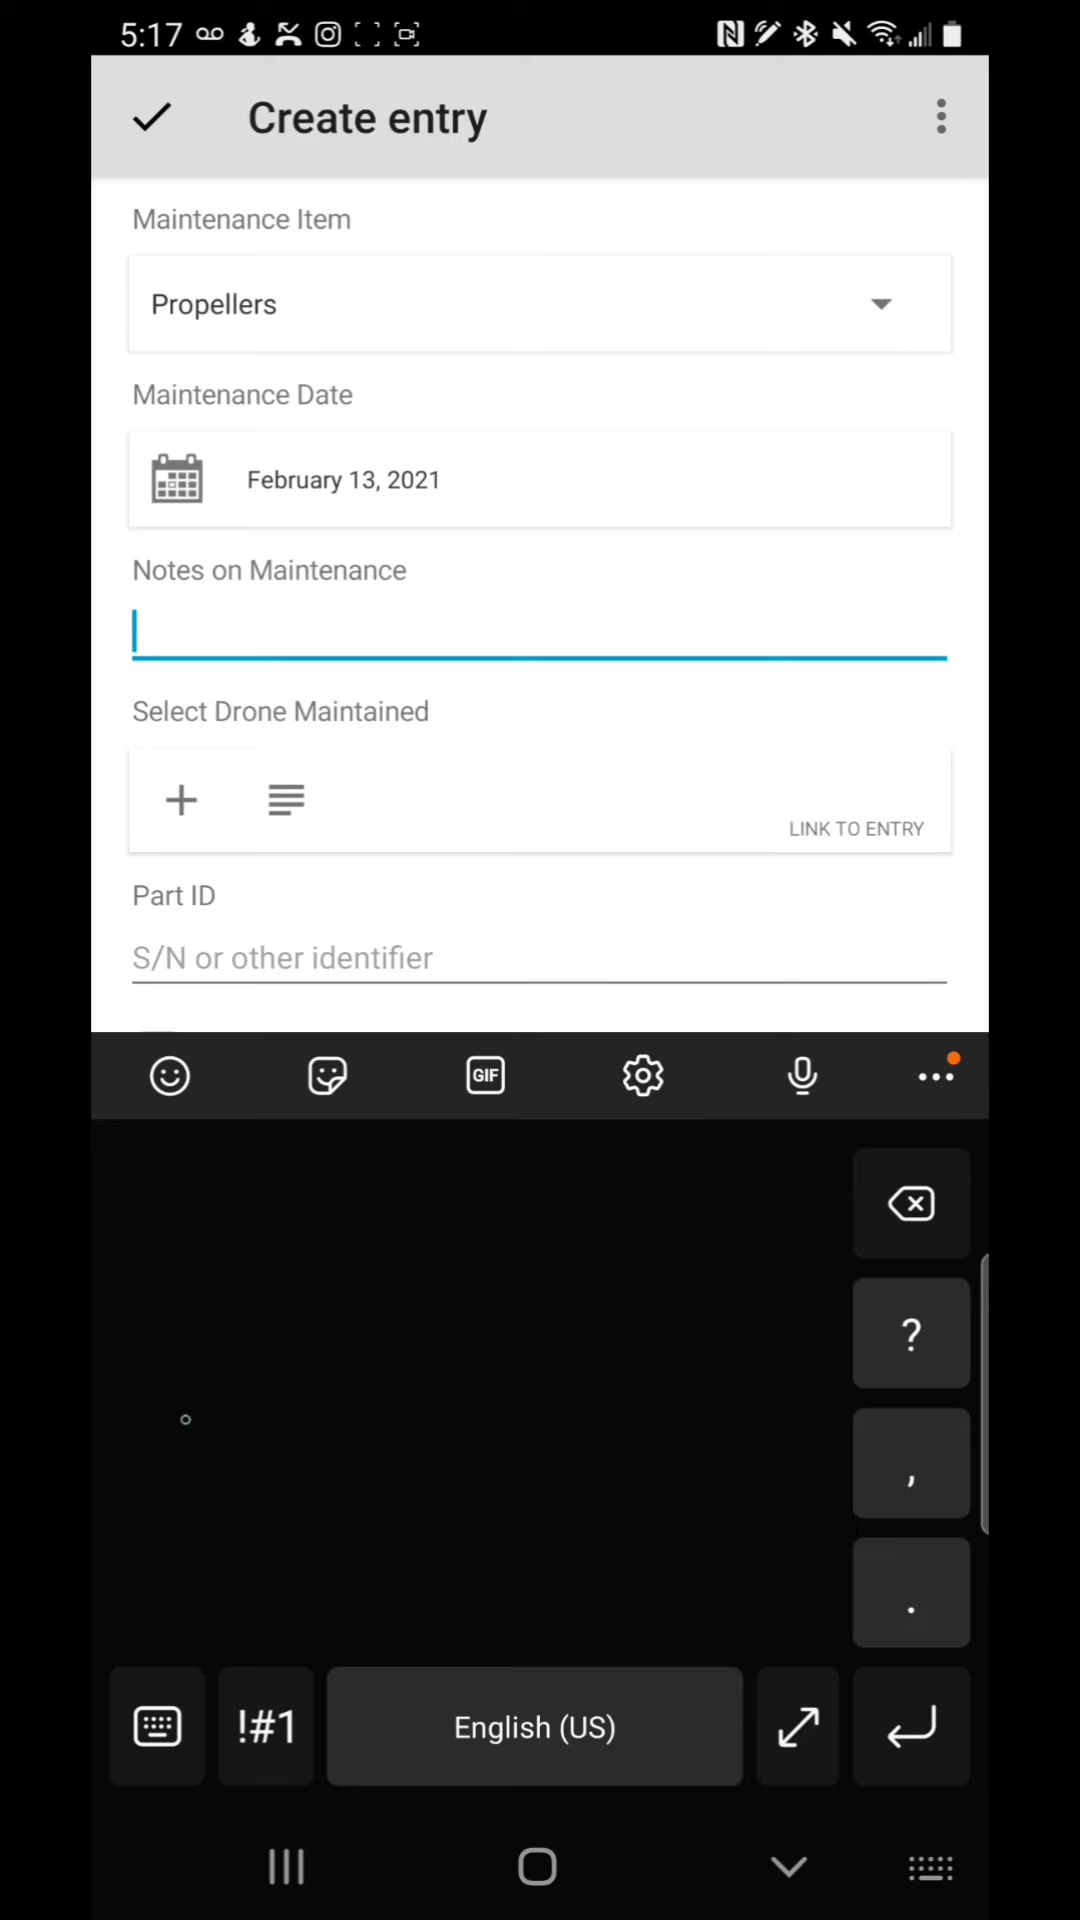 5:17
Create entry
Maintenance Item
Propellers
Maintenance Date
February 13, 2021
Notes on Maintenance
Select Drone Maintained
LINK TO ENTRY
Part ID
S/N or other identifier
GIF
?
,
.
!#1
English (US)